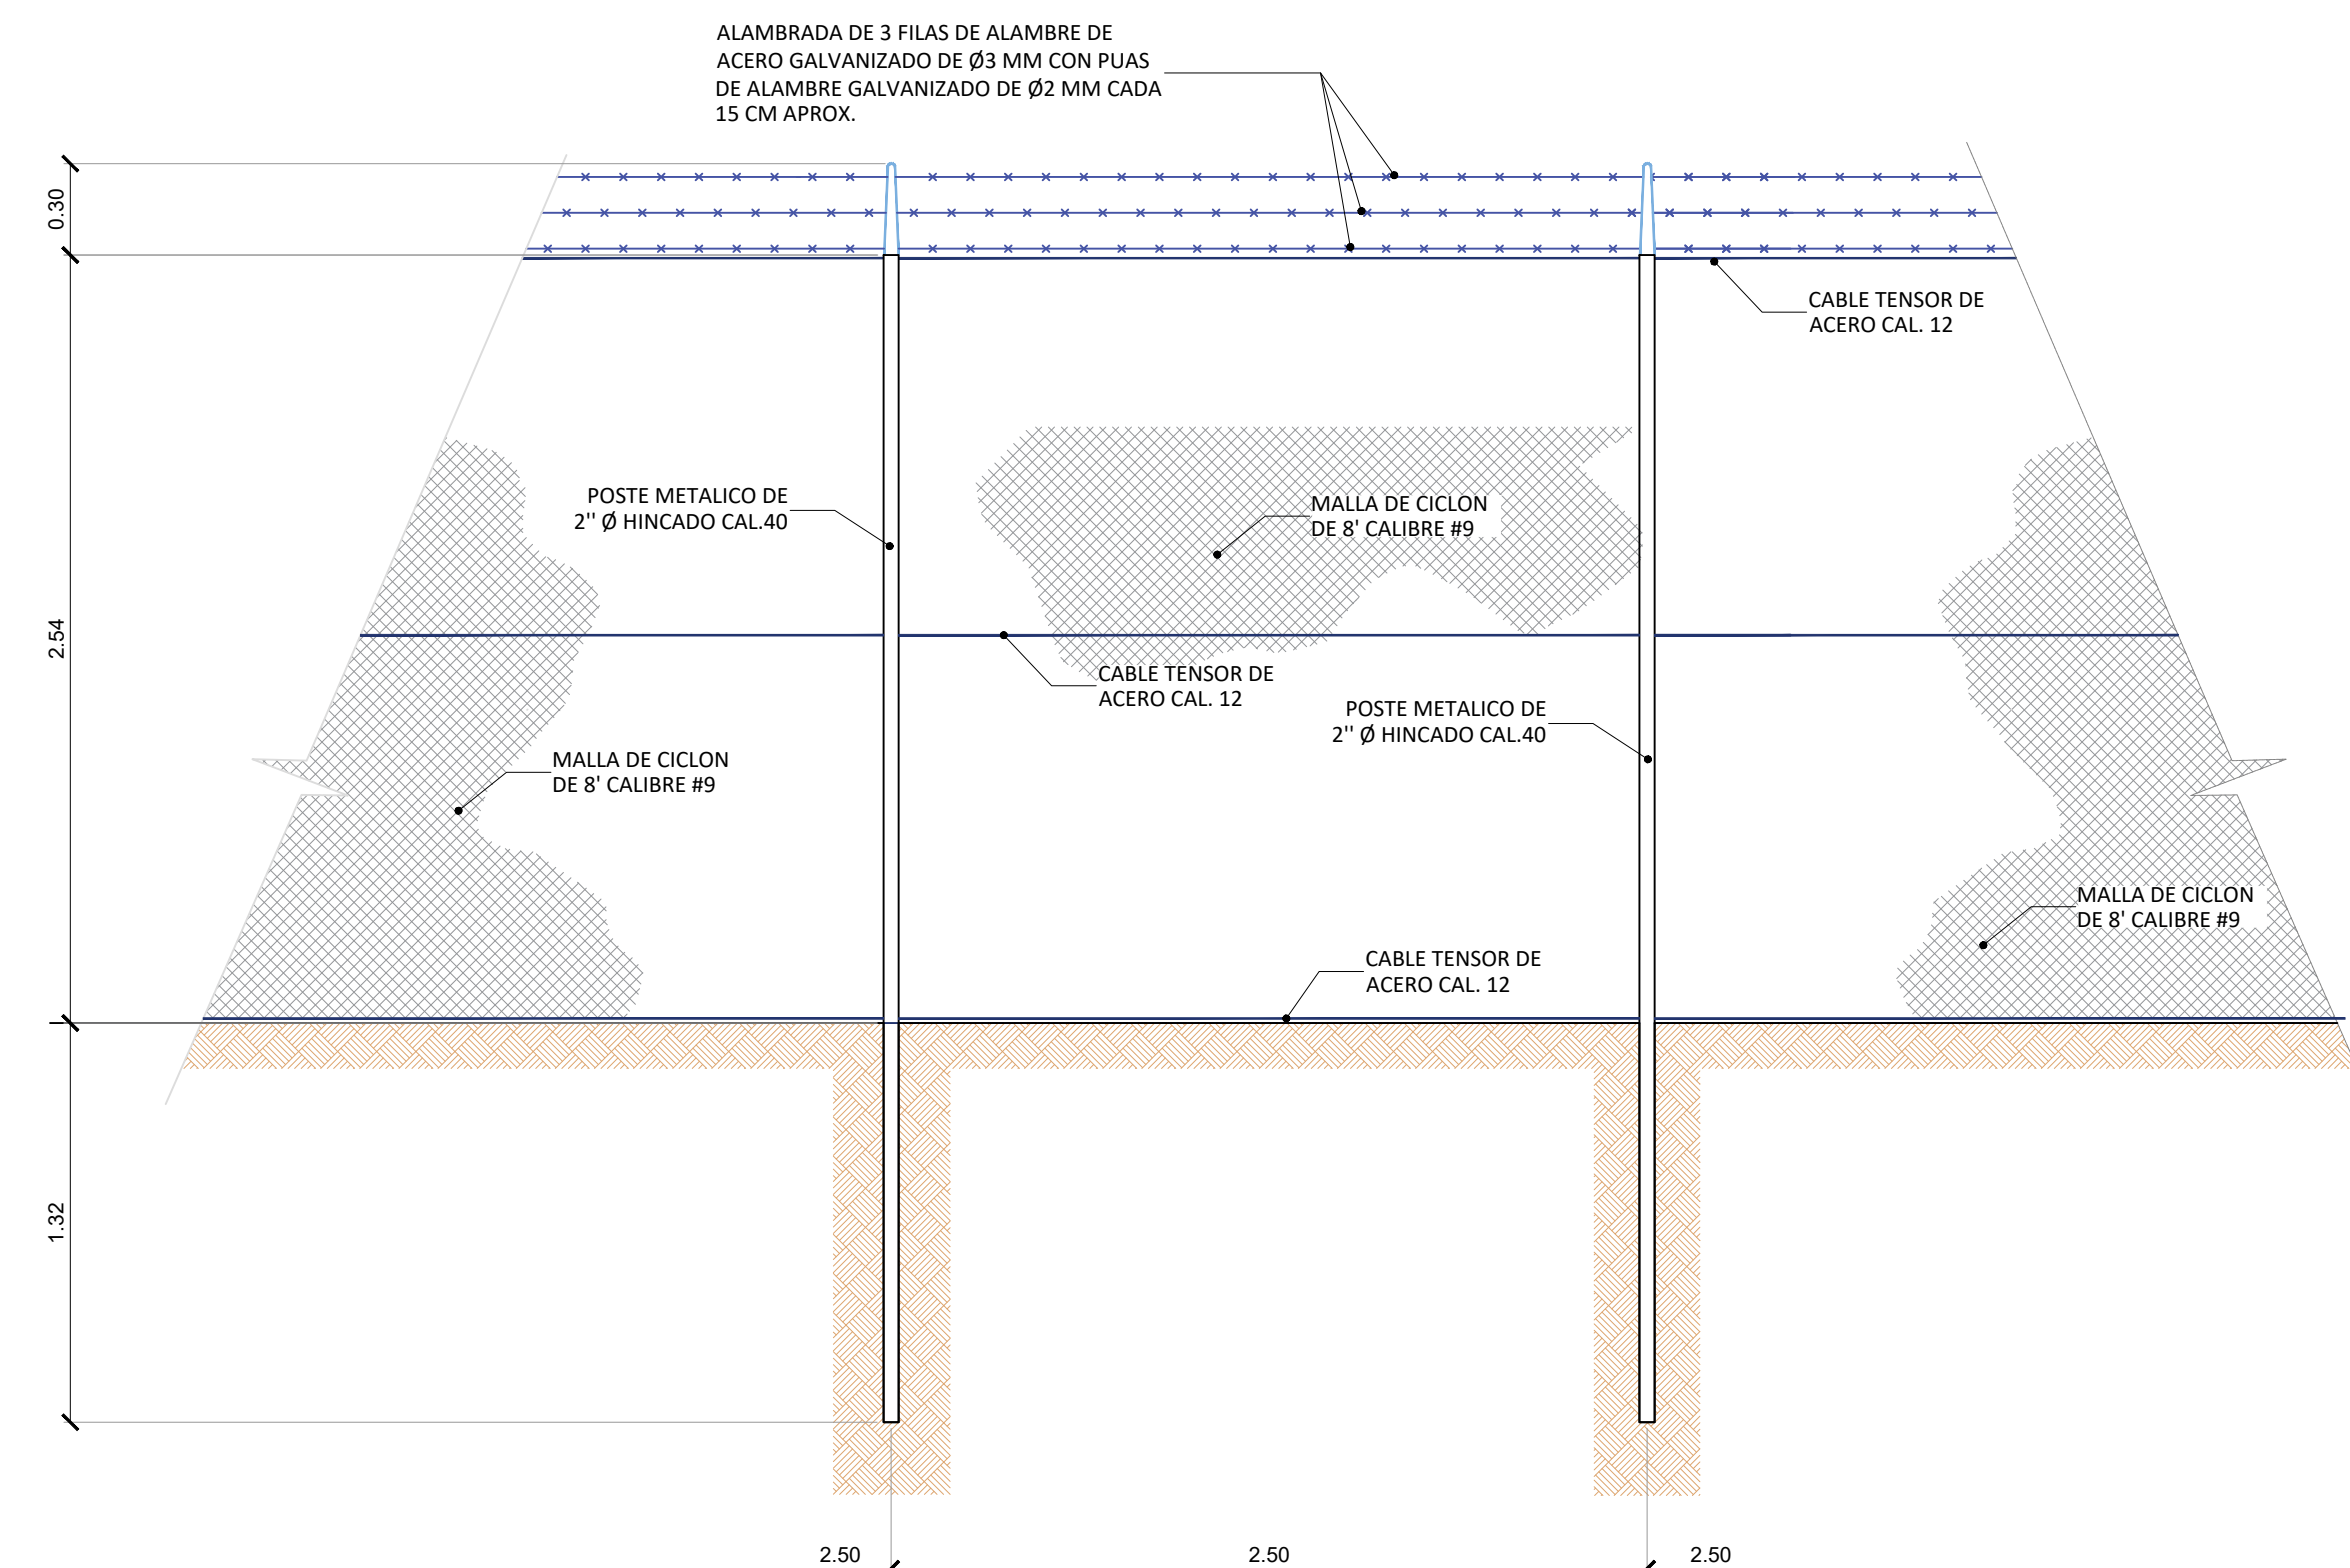 ALAMBRADA DE 3 FILAS DE ALAMBRE DE
ACERO GALVANIZADO DE Ø3 MM CON PUAS
DE ALAMBRE GALVANIZADO DE Ø2 MM CADA
15 CM APROX.
0.30
CABLE TENSOR DE
ACERO CAL. 12
POSTE METALICO DE
2'' Ø HINCADO CAL.40
MALLA DE CICLON
DE 8' CALIBRE #9
2.54
CABLE TENSOR DE
ACERO CAL. 12
POSTE METALICO DE
2'' Ø HINCADO CAL.40
MALLA DE CICLON
DE 8' CALIBRE #9
MALLA DE CICLON
DE 8' CALIBRE #9
CABLE TENSOR DE
ACERO CAL. 12
1.32
2.50
2.50
2.50